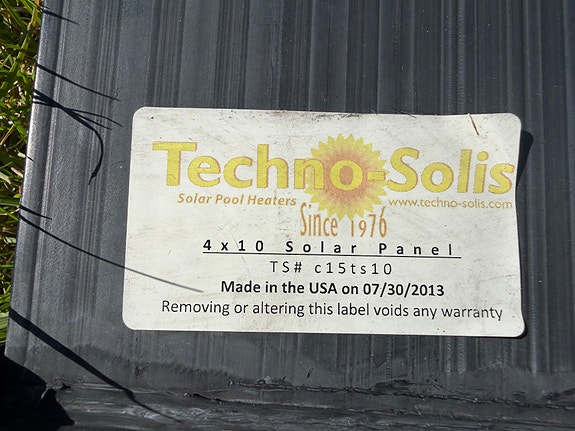 Techno-Solis
Solar Pool Heaters www.techno-solis.com
Since 1976
4x10 Solar Panel
TS# c15ts10
Made in the USA on 07/30/2013
Removing or altering this label voids any warranty